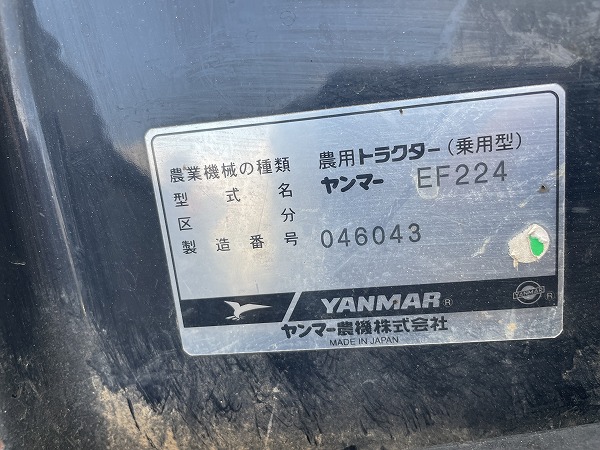 農業機械の種類 農用トラクター(乗用型)
型式名 ヤンマー EF224
区分
製造番号 046043
YANMAR®
YANMAR ®
ヤンマー農機株式会社
MADE IN JAPAN